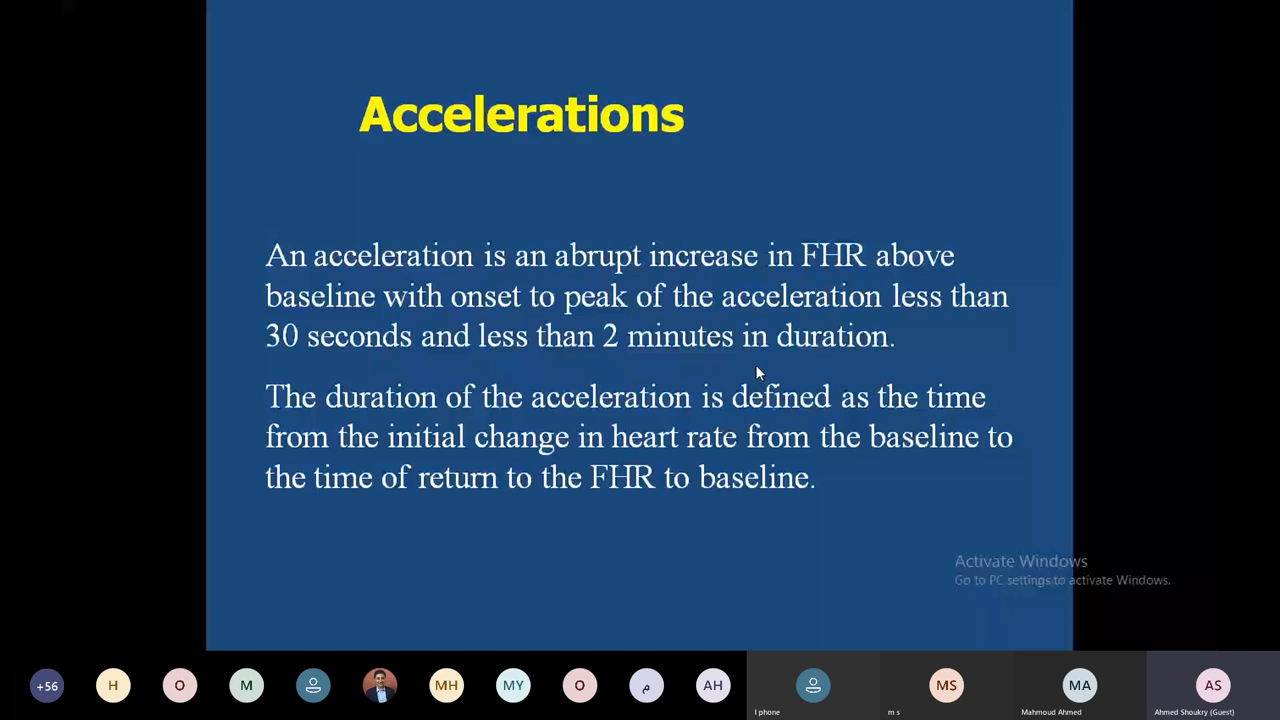 Accelerations
An acceleration is an abrupt increase in FHR above
baseline with onset to peak of the acceleration less than
30 seconds and less than 2 minutes in duration.
The duration of the acceleration is defined as the time
from the initial change in heart rate from the baseline to
the time of return to the FHR to baseline.
Activate Windows
Go to PC settings to activate Windows.
+56
H
O
M
MH
MY
O
م
AH
MS
MA
AS
I phone
m s
Mahmoud Ahmed
Ahmed Shoukry (Guest)